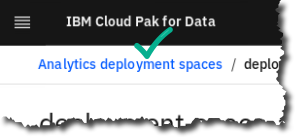 IBM Cloud Pak for Data
Analytics deployment spaces / deplo